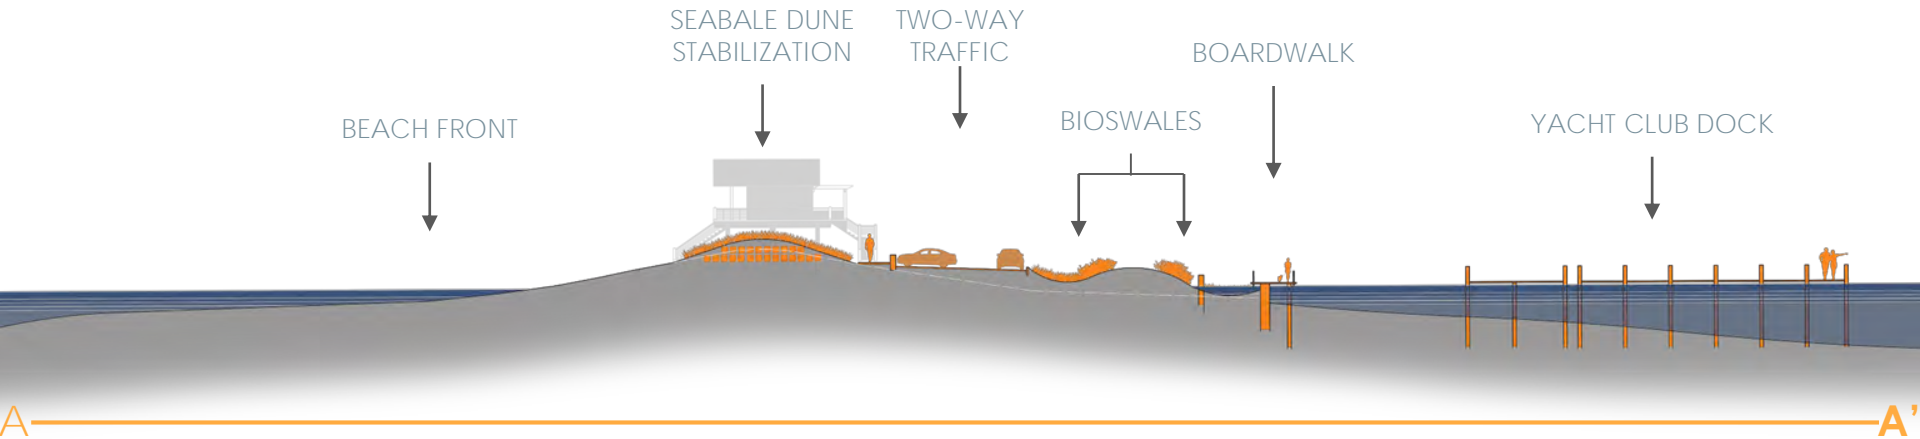 SEABALE DUNE
STABILIZATION
TWO-WAY
TRAFFIC
BOARDWALK
BEACH FRONT
BIOSWALES
YACHT CLUB DOCK
A
A'